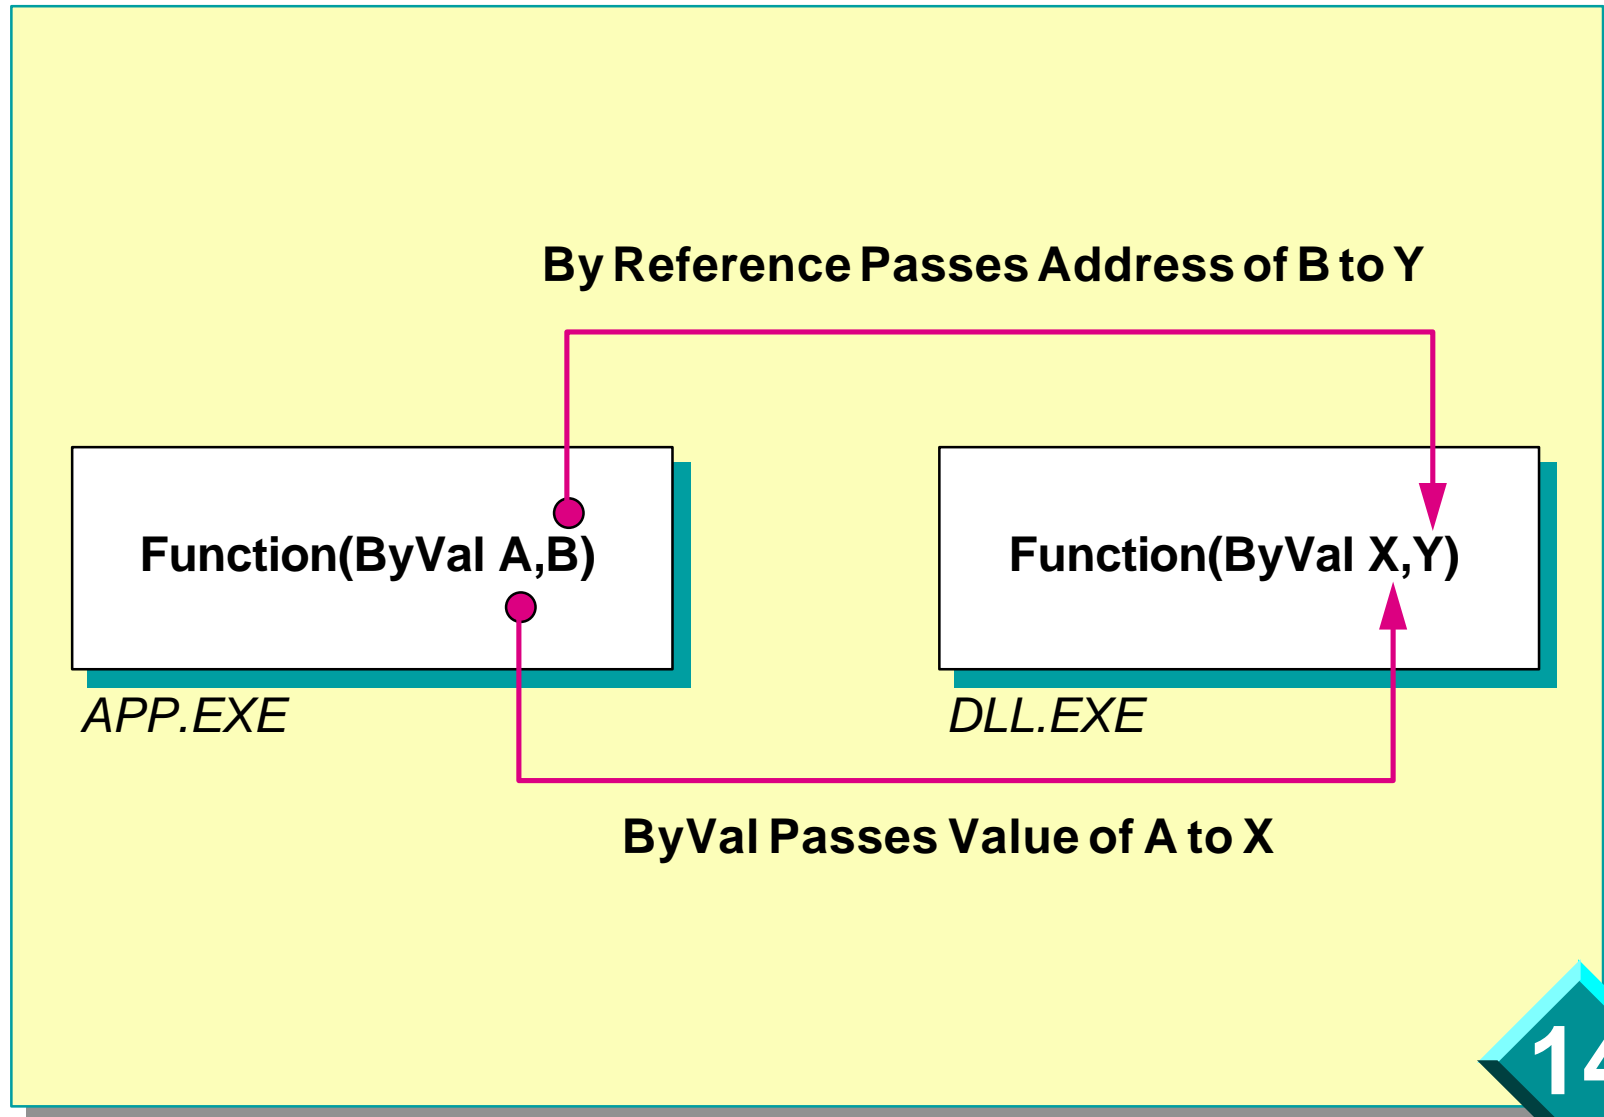 By Reference Passes Address of B to Y
Function(ByVal A,B)
Function(ByVal X,Y)
APP.EXE
DLL.EXE
ByVal Passes Value of A to X
14